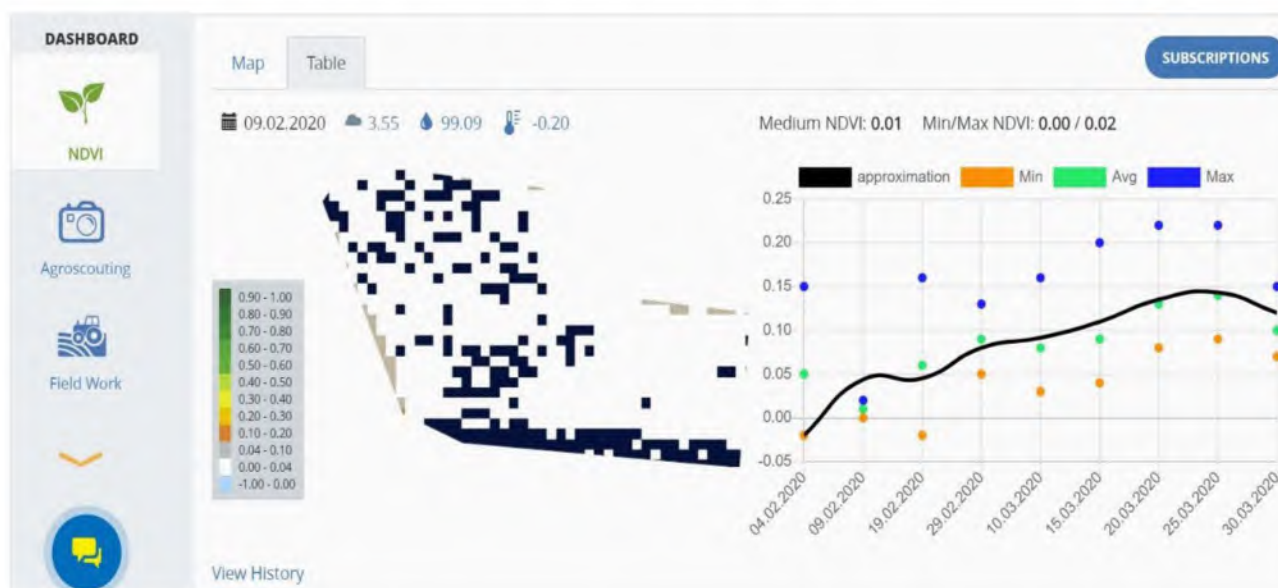 DASHBOARD
NDVI
Agroscouting
Field Work
Map
Table
SUBSCRIPTIONS
09.02.2020 3.55 99.09 -0.20
Medium NDVI: 0.01 Min/Max NDVI: 0.00 / 0.02
0.90 - 1.00
0.80 - 0.90
0.70 - 0.80
0.60 - 0.70
0.50 - 0.60
0.40 - 0.50
0.30 - 0.40
0.20 - 0.30
0.10 - 0.20
0.04 - 0.10
0.00 - 0.04
-1.00 - 0.00
View History
approximation Min Avg Max
0.25
0.20
0.15
0.10
0.05
0.00
-0.05
04.02.2020
09.02.2020
19.02.2020
29.02.2020
10.03.2020
15.03.2020
20.03.2020
25.03.2020
30.03.2020